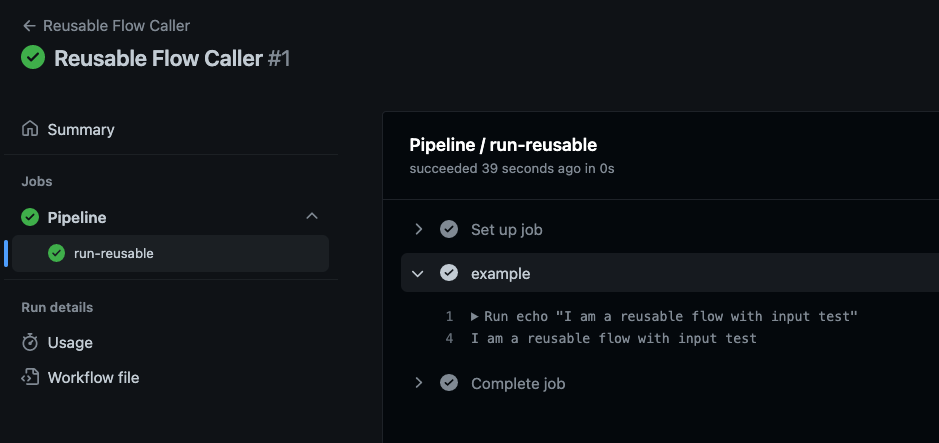 Reusable Flow Caller
Reusable Flow Caller #1
Summary
Jobs
Pipeline
run-reusable
Run details
Usage
Workflow file
Pipeline / run-reusable
succeeded 39 seconds ago in 0s
Set up job
example
1 Run echo "I am a reusable flow with input test"
4 I am a reusable flow with input test
Complete job